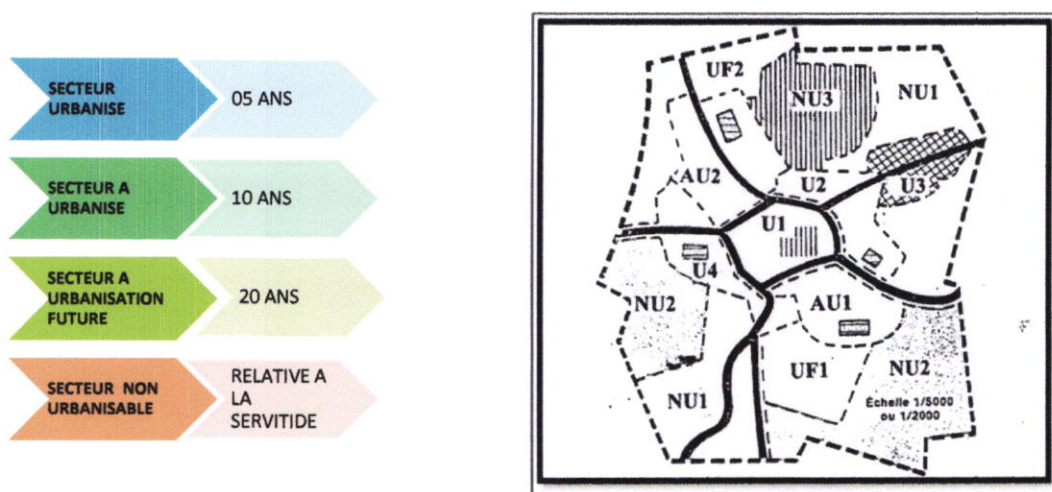 SECTEUR
URBANISE
05 ANS
SECTEUR A
URBANISE
10 ANS
SECTEUR A
URBANISATION
FUTURE
20 ANS
SECTEUR NON
URBANISABLE
RELATIVE A
LA
SERVITIDE
UF2
NU3
NU1
AU2
U2
U3
U1
U4
NU2
AU1
UF1
NU2
NU1
Échelle 1/5000
ou 1/2000